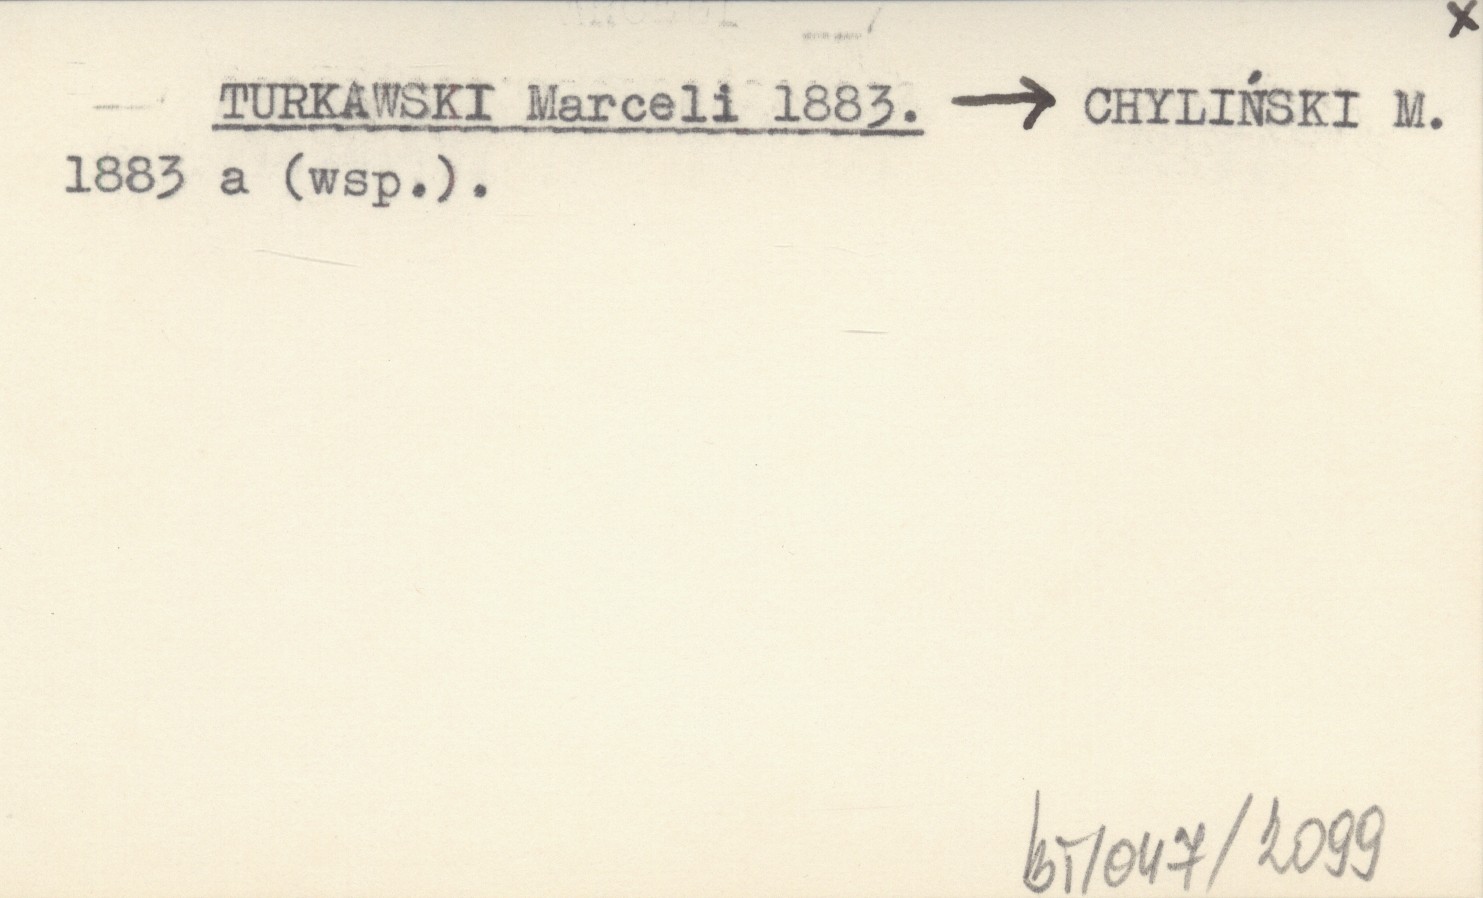 x
TURKAWSKI Marceli 1883. → CHYLIŃSKI M.
1883 a (wsp.).
bT/047/2099